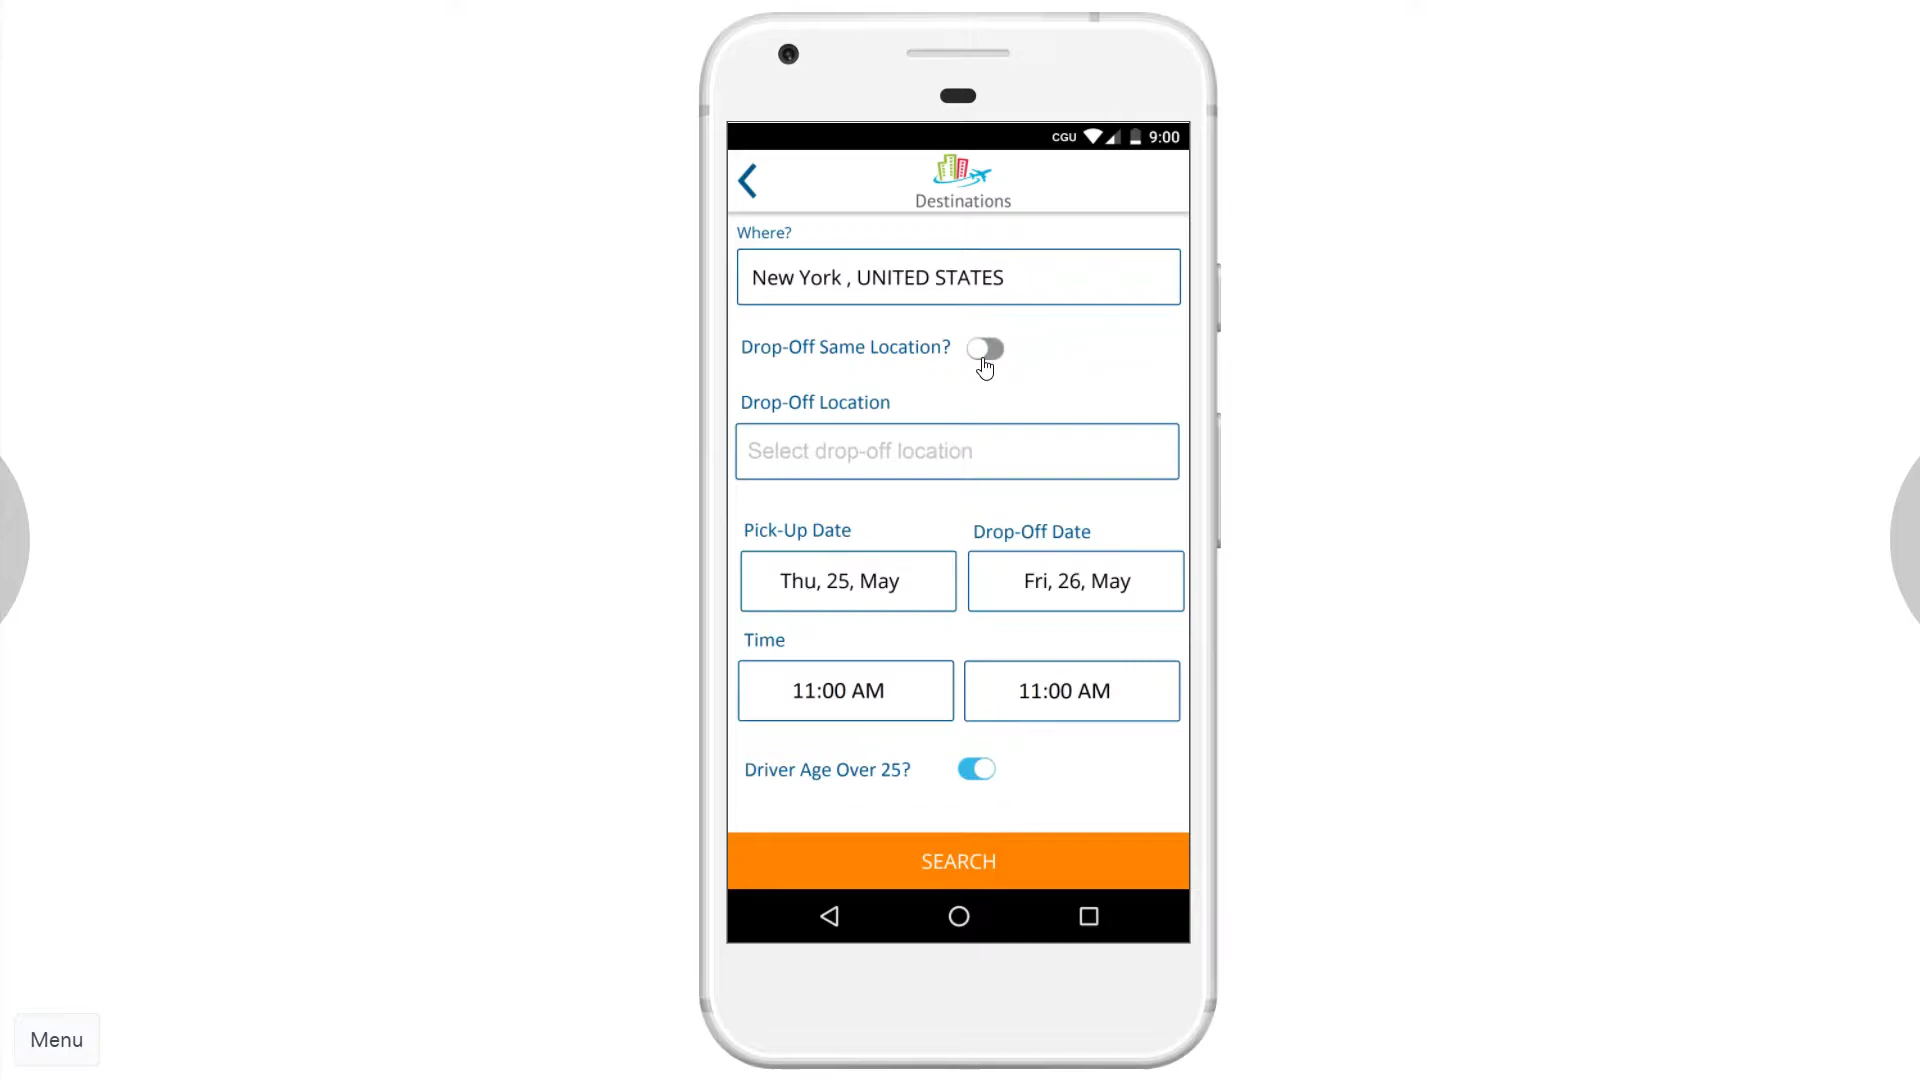 CGU 9:00
Destinations
Where?
New York , UNITED STATES
Drop-Off Same Location?
Drop-Off Location
Select drop-off location
Pick-Up Date Drop-Off Date
Thu, 25, May Fri, 26, May
Time
11:00 AM 11:00 AM
Driver Age Over 25?
SEARCH
Menu